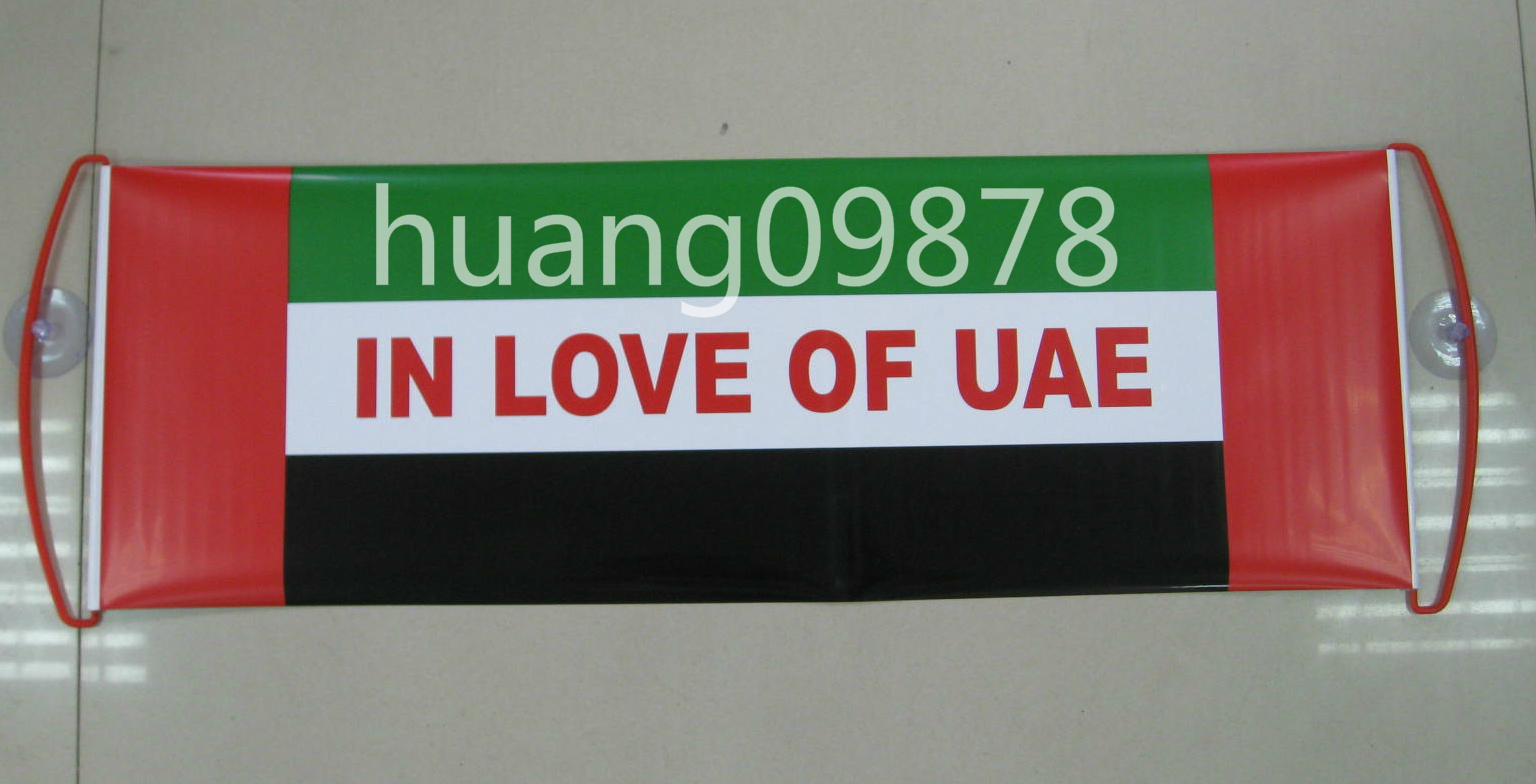 huang09878
IN LOVE OF UAE